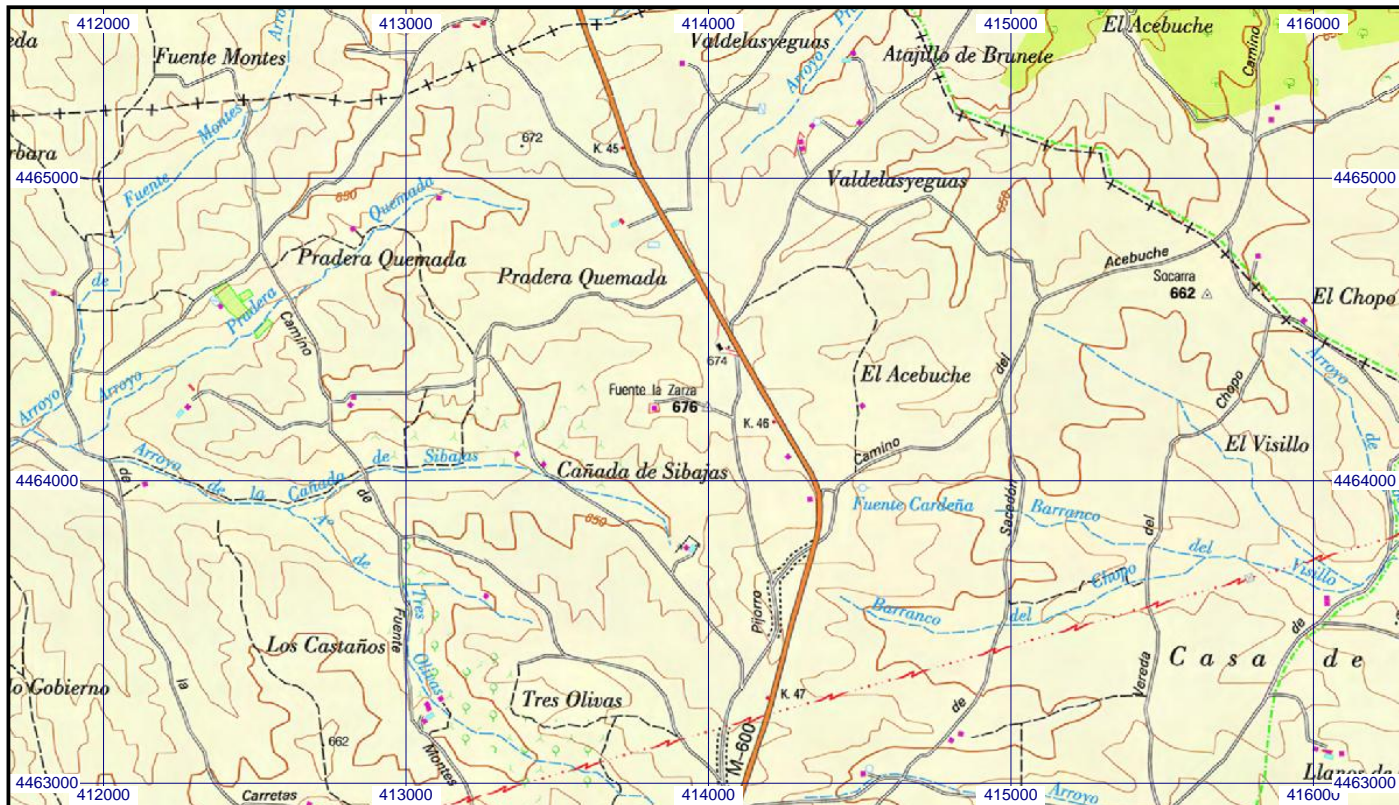 412000 413000 414000 415000 416000
El Acebuche
Arroyo
Fuente Montes
Valdelasyeguas
Arroyo
Atajillo de Brunete
Camino
Montes
672
K. 45
Fuente
Valdelasyeguas
4465000 4465000
650
Quemada
650
Pradera Quemada
Pradera Quemada
Acebuche
Socarra
662
El Chopo
de
Pradera
Camino
674
del
Arroyo
El Acebuche
Arroyo
Fuente la Zarza
676
Chopo
Arroyo
K. 46
de
El Visillo
Camino
Arroyo de la Cañada de Sibajas
Cañada de Sibajas
de
4464000 4464000
de
Fuente Cardeña
Sacedón
Barranco del Visillo
del
650
Aº de Tres Olivas
Barranco del Chopo
Pijorro
Fuente
Los Castaños
de
Casa de
la
lo Gobierno
Vereda
Tres Olivas
K. 47
de
662
M-600
Montes
Llanos de
4463000 4463000
Carretas
Arroyo
412000 413000 414000 415000 416000